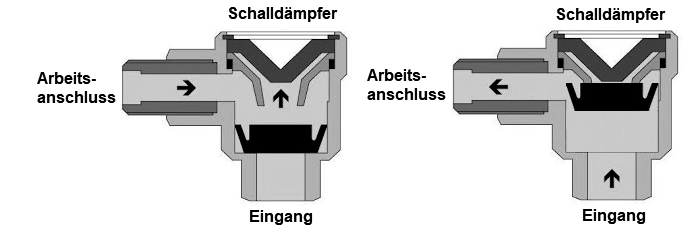 Schalldämpfer
Arbeits-
anschluss
Eingang
Schalldämpfer
Arbeits-
anschluss
Eingang